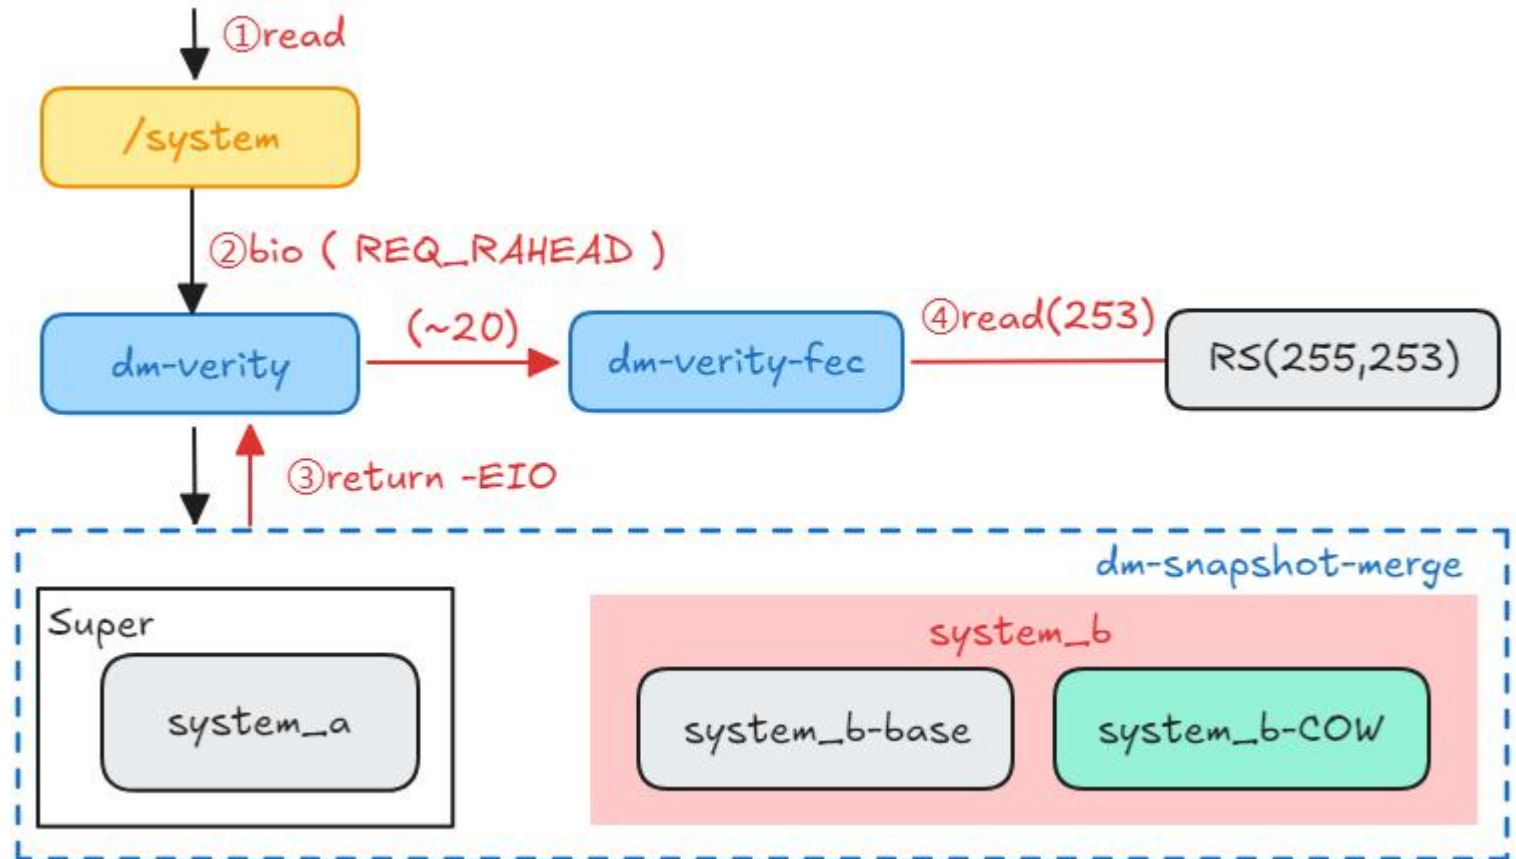 ①read
/system
②bio ( REQ_RAHEAD )
dm-verity
(~20)
dm-verity-fec
④read(253)
RS(255,253)
③return -EIO
dm-snapshot-merge
Super
system_b
system_a
system_b-base
system_b-COW